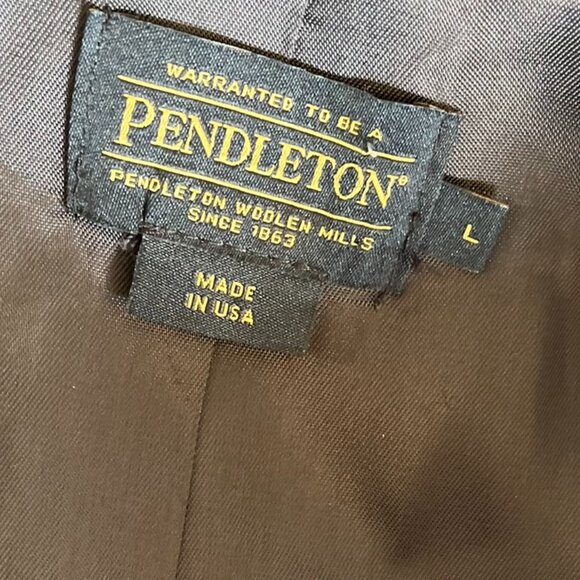 WARRANTED TO BE A
PENDLETON®
PENDLETON WOOLEN MILLS
SINCE 1863
L
MADE
IN USA